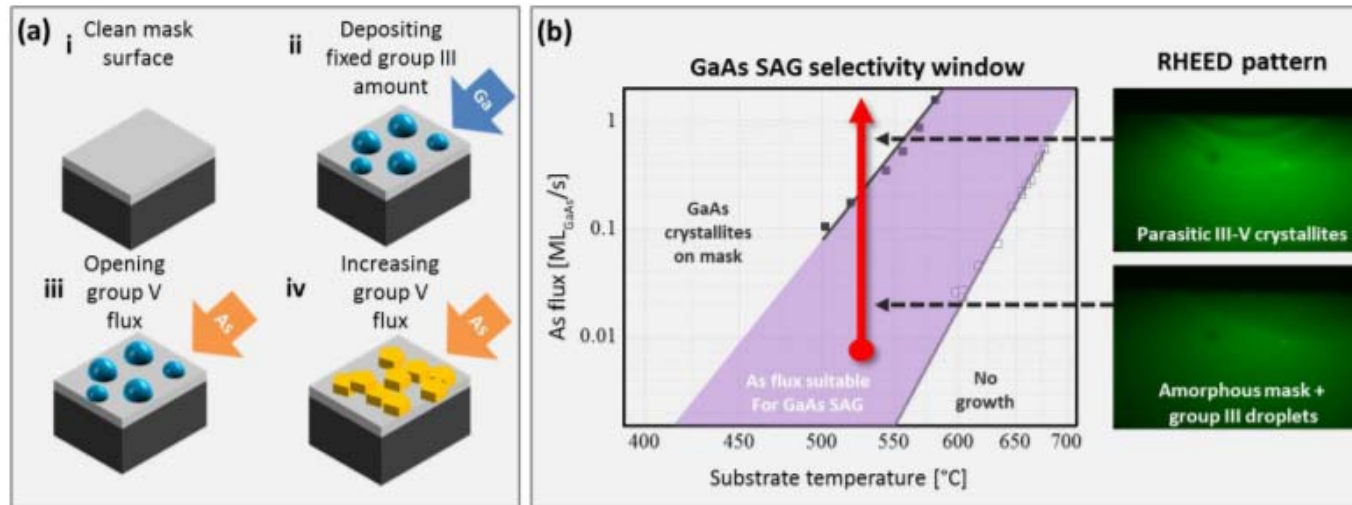 (a)
i
Clean mask
surface
ii
Depositing
fixed group III
amount
Ga
iii
Opening
group V
flux
As
iv
Increasing
group V
flux
As
(b)
GaAs SAG selectivity window
As flux [ML_GaAs/s]
1
0.1
0.01
GaAs
crystallites
on mask
As flux suitable
For GaAs SAG
No
growth
400 450 500 550 600 650 700
Substrate temperature [°C]
RHEED pattern
Parasitic III-V crystallites
Amorphous mask +
group III droplets